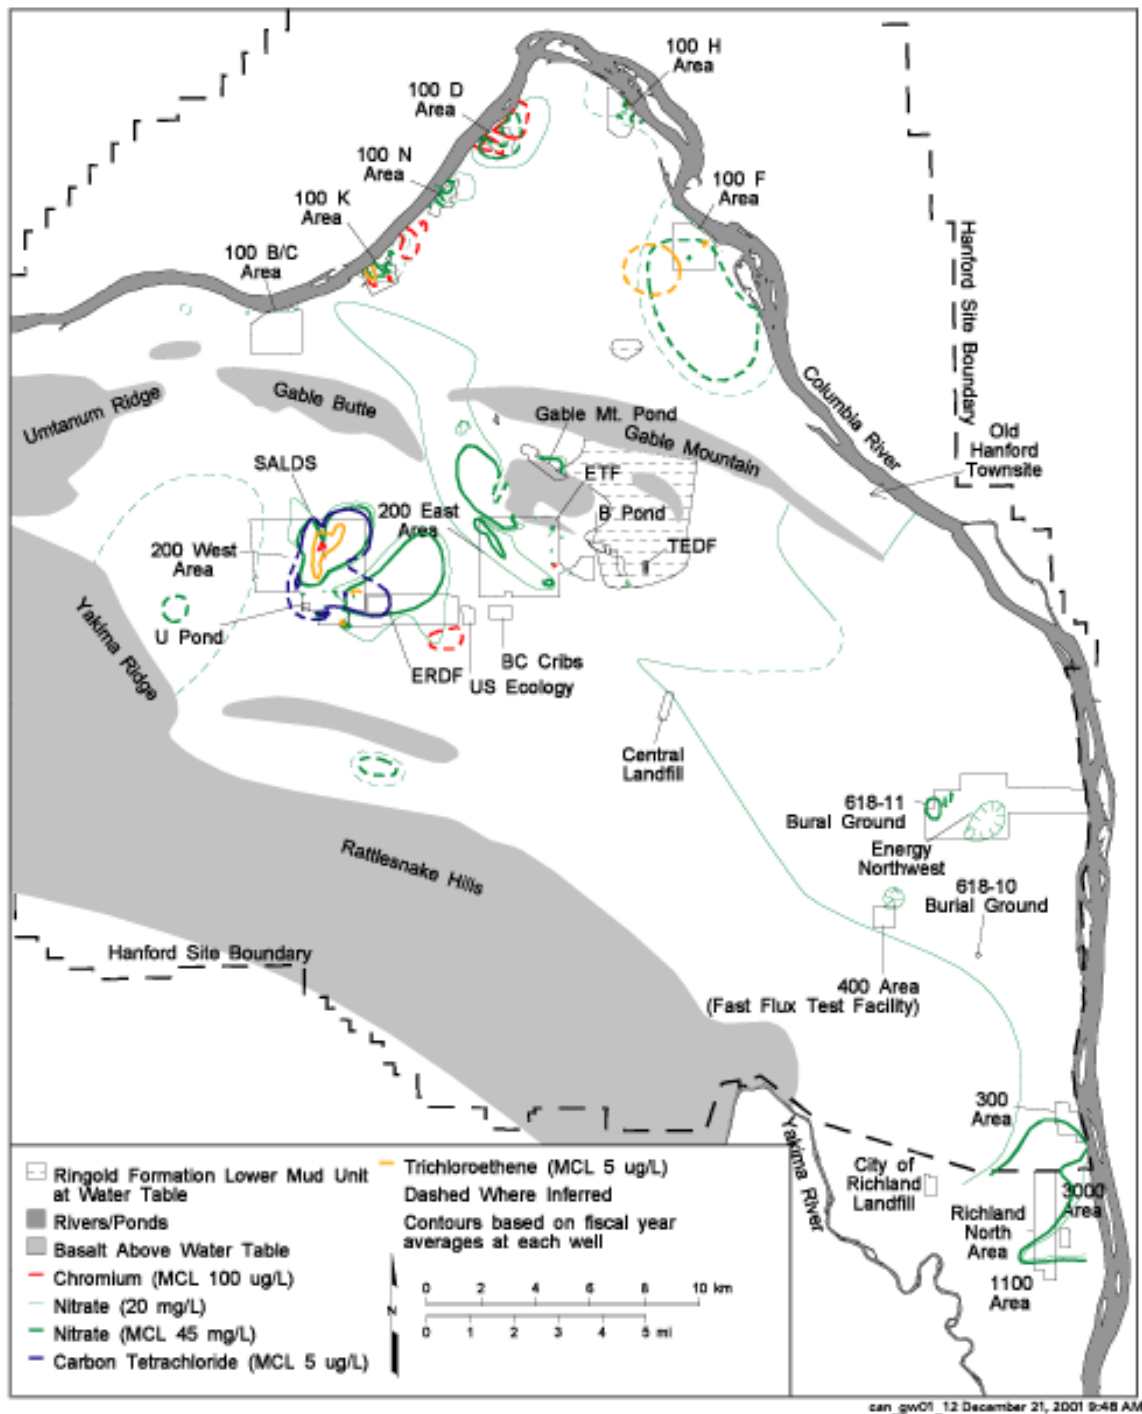 100 H
Area
100 D
Area
100 N
Area
100 K
Area
100 F
Area
100 B/C
Area
Hanford Site Boundary
Columbia River
Umtanum Ridge
Gable Butte
Gable Mt. Pond
Gable Mountain
Old
Hanford
Townsite
SALDS
ETF
200 East
Area
B Pond
200 West
Area
TEDF
Yakima Ridge
U Pond
ERDF
BC Cribs
US Ecology
Central
Landfill
618-11
Bural Ground
Energy
Northwest
Rattlesnake Hills
618-10
Burial Ground
Hanford Site Boundary
400 Area
(Fast Flux Test Facility)
300
Area
Yakima River
City of
Richland
Landfill
3000
Area
Richland
North
Area
1100
Area
Ringold Formation Lower Mud Unit
at Water Table
Rivers/Ponds
Basalt Above Water Table
Chromium (MCL 100 ug/L)
Nitrate (20 mg/L)
Nitrate (MCL 45 mg/L)
Carbon Tetrachloride (MCL 5 ug/L)
Trichloroethene (MCL 5 ug/L)
Dashed Where Inferred
Contours based on fiscal year
averages at each well
N
0 2 4 6 8 10 km
0 1 2 3 4 5 mi
can_gw01_12 December 21, 2001 9:48 AM